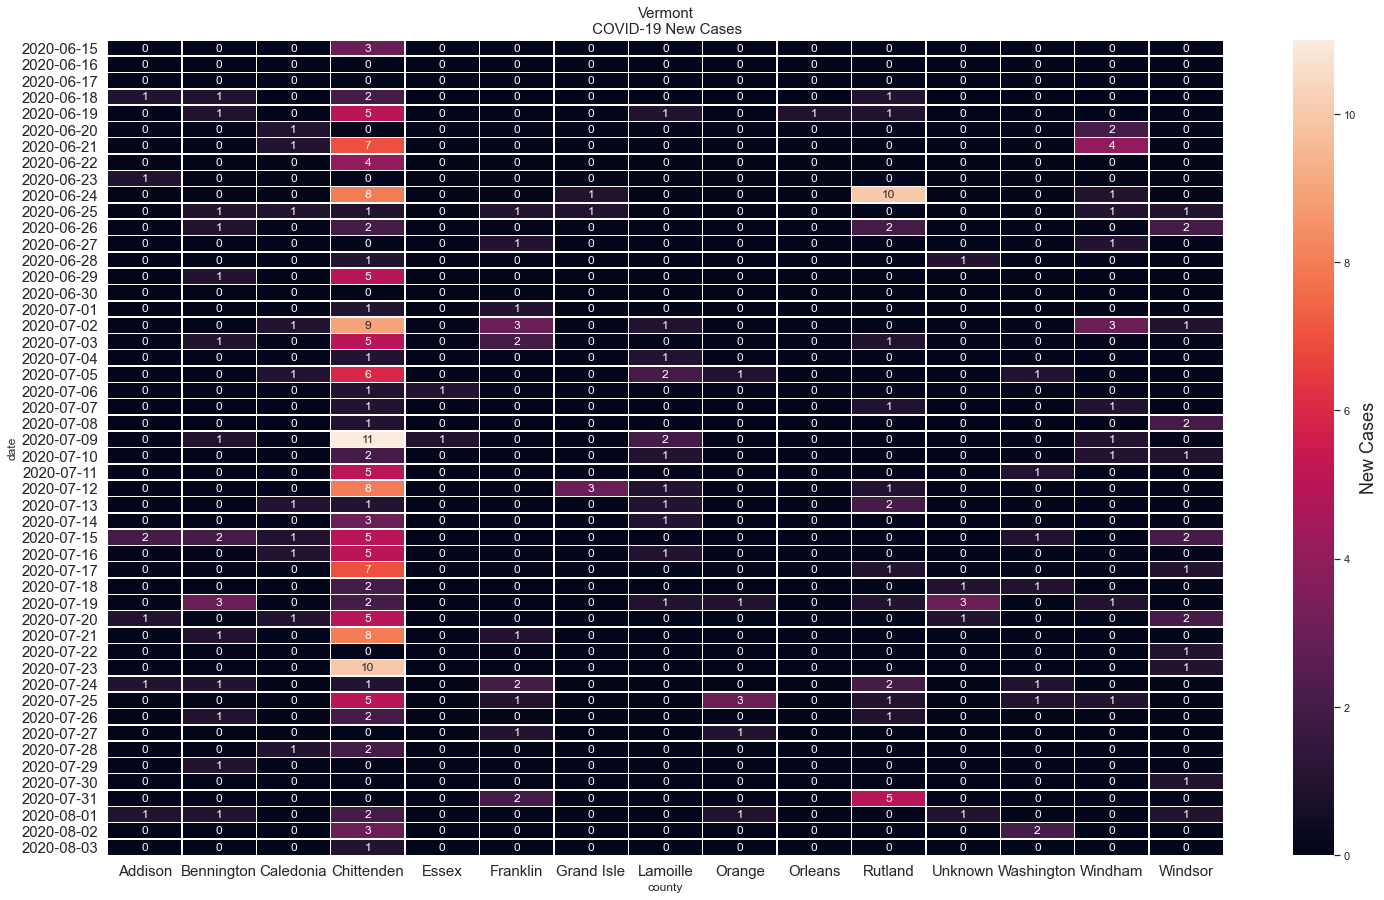 Vermont
COVID-19 New Cases
2020-06-15 0 0 0 3 0 0 0 0 0 0 0 0 0 0 0
2020-06-16 0 0 0 0 0 0 0 0 0 0 0 0 0 0 0
2020-06-17 0 0 0 0 0 0 0 0 0 0 0 0 0 0 0
2020-06-18 1 1 0 2 0 0 0 0 0 0 1 0 0 0 0
2020-06-19 0 1 0 5 0 0 0 1 0 1 1 0 0 0 0
2020-06-20 0 0 1 0 0 0 0 0 0 0 0 0 0 2 0
2020-06-21 0 0 1 7 0 0 0 0 0 0 0 0 0 4 0
2020-06-22 0 0 0 4 0 0 0 0 0 0 0 0 0 0 0
2020-06-23 1 0 0 0 0 0 0 0 0 0 0 0 0 0 0
2020-06-24 0 0 0 8 0 0 1 0 0 0 10 0 0 1 0
2020-06-25 0 1 1 1 0 1 1 0 0 0 0 0 0 1 1
2020-06-26 0 1 0 2 0 0 0 0 0 0 2 0 0 0 2
2020-06-27 0 0 0 0 0 1 0 0 0 0 0 0 0 1 0
2020-06-28 0 0 0 1 0 0 0 0 0 0 0 1 0 0 0
2020-06-29 0 1 0 5 0 0 0 0 0 0 0 0 0 0 0
2020-06-30 0 0 0 0 0 0 0 0 0 0 0 0 0 0 0
2020-07-01 0 0 0 1 0 1 0 0 0 0 0 0 0 0 0
2020-07-02 0 0 1 9 0 3 0 1 0 0 0 0 0 3 1
2020-07-03 0 1 0 5 0 2 0 0 0 0 1 0 0 0 0
2020-07-04 0 0 0 1 0 0 0 1 0 0 0 0 0 0 0
2020-07-05 0 0 1 6 0 0 0 2 1 0 0 0 1 0 0
2020-07-06 0 0 0 1 1 0 0 0 0 0 0 0 0 0 0
2020-07-07 0 0 0 1 0 0 0 0 0 0 1 0 0 1 0
2020-07-08 0 0 0 1 0 0 0 0 0 0 0 0 0 0 2
2020-07-09 0 1 0 11 1 0 0 2 0 0 0 0 0 1 0
2020-07-10 0 0 0 2 0 0 0 1 0 0 0 0 0 1 1
2020-07-11 0 0 0 5 0 0 0 0 0 0 0 0 1 0 0
2020-07-12 0 0 0 8 0 0 3 1 0 0 1 0 0 0 0
2020-07-13 0 0 1 1 0 0 0 1 0 0 2 0 0 0 0
2020-07-14 0 0 0 3 0 0 0 1 0 0 0 0 0 0 0
2020-07-15 2 2 1 5 0 0 0 0 0 0 0 0 1 0 2
2020-07-16 0 0 1 5 0 0 0 1 0 0 0 0 0 0 0
2020-07-17 0 0 0 7 0 0 0 0 0 0 1 0 0 0 1
2020-07-18 0 0 0 2 0 0 0 0 0 0 0 1 1 0 0
2020-07-19 0 3 0 2 0 0 0 1 1 0 1 3 0 1 0
2020-07-20 1 0 1 5 0 0 0 0 0 0 0 1 0 0 2
2020-07-21 0 1 0 8 0 1 0 0 0 0 0 0 0 0 0
2020-07-22 0 0 0 0 0 0 0 0 0 0 0 0 0 0 1
2020-07-23 0 0 0 10 0 0 0 0 0 0 0 0 0 0 1
2020-07-24 1 1 0 1 0 2 0 0 0 0 2 0 1 0 0
2020-07-25 0 0 0 5 0 1 0 0 3 0 1 0 1 1 0
2020-07-26 0 1 0 2 0 0 0 0 0 0 1 0 0 0 0
2020-07-27 0 0 0 0 0 1 0 0 1 0 0 0 0 0 0
2020-07-28 0 0 1 2 0 0 0 0 0 0 0 0 0 0 0
2020-07-29 0 1 0 0 0 0 0 0 0 0 0 0 0 0 0
2020-07-30 0 0 0 0 0 0 0 0 0 0 0 0 0 0 1
2020-07-31 0 0 0 0 0 2 0 0 0 0 5 0 0 0 0
2020-08-01 1 1 0 2 0 0 0 0 1 0 0 1 0 0 1
2020-08-02 0 0 0 3 0 0 0 0 0 0 0 0 2 0 0
2020-08-03 0 0 0 1 0 0 0 0 0 0 0 0 0 0 0
Addison Bennington Caledonia Chittenden Essex Franklin Grand Isle Lamoille Orange Orleans Rutland Unknown Washington Windham Windsor
county
date
10
8
6
4
2
0
New Cases